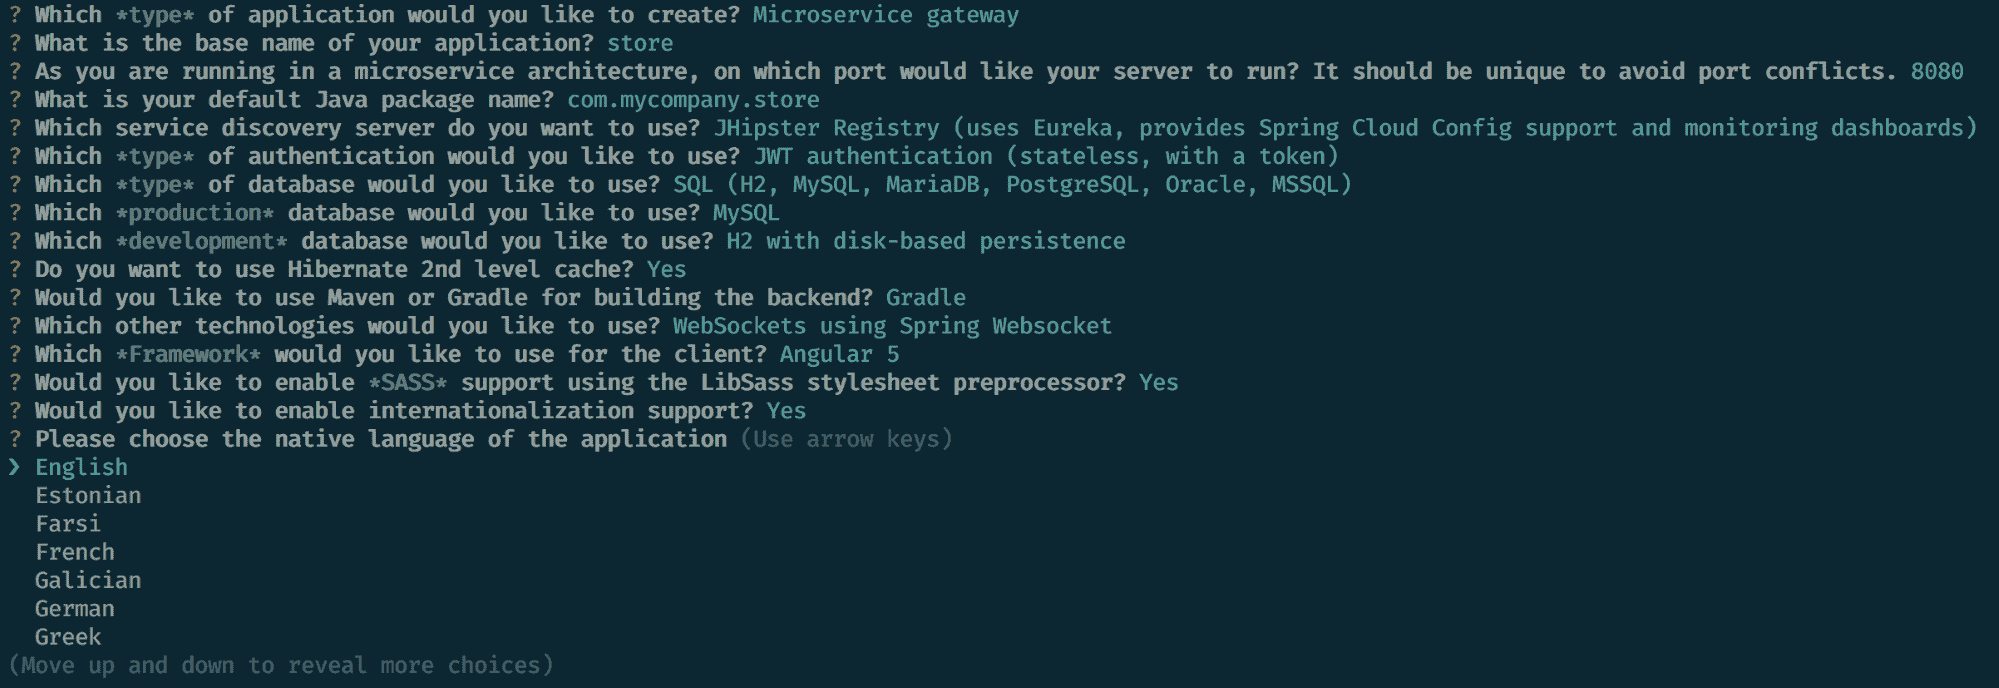 ? Which *type* of application would you like to create? Microservice gateway
? What is the base name of your application? store
? As you are running in a microservice architecture, on which port would like your server to run? It should be unique to avoid port conflicts. 8080
? What is your default Java package name? com.mycompany.store
? Which service discovery server do you want to use? JHipster Registry (uses Eureka, provides Spring Cloud Config support and monitoring dashboards)
? Which *type* of authentication would you like to use? JWT authentication (stateless, with a token)
? Which *type* of database would you like to use? SQL (H2, MySQL, MariaDB, PostgreSQL, Oracle, MSSQL)
? Which *production* database would you like to use? MySQL
? Which *development* database would you like to use? H2 with disk-based persistence
? Do you want to use Hibernate 2nd level cache? Yes
? Would you like to use Maven or Gradle for building the backend? Gradle
? Which other technologies would you like to use? WebSockets using Spring Websocket
? Which *Framework* would you like to use for the client? Angular 5
? Would you like to enable *SASS* support using the LibSass stylesheet preprocessor? Yes
? Would you like to enable internationalization support? Yes
? Please choose the native language of the application (Use arrow keys)
❯ English
Estonian
Farsi
French
Galician
German
Greek
(Move up and down to reveal more choices)